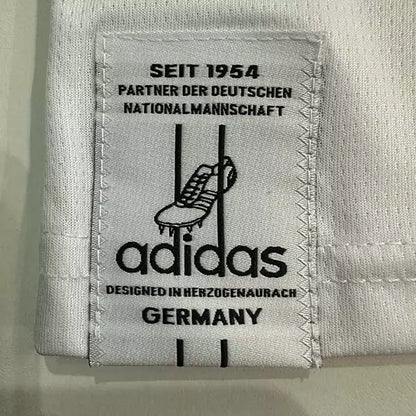 SEIT 1954
PARTNER DER DEUTSCHEN
NATIONALMANNSCHAFT
adidas
DESIGNED IN HERZOGENAURACH
GERMANY